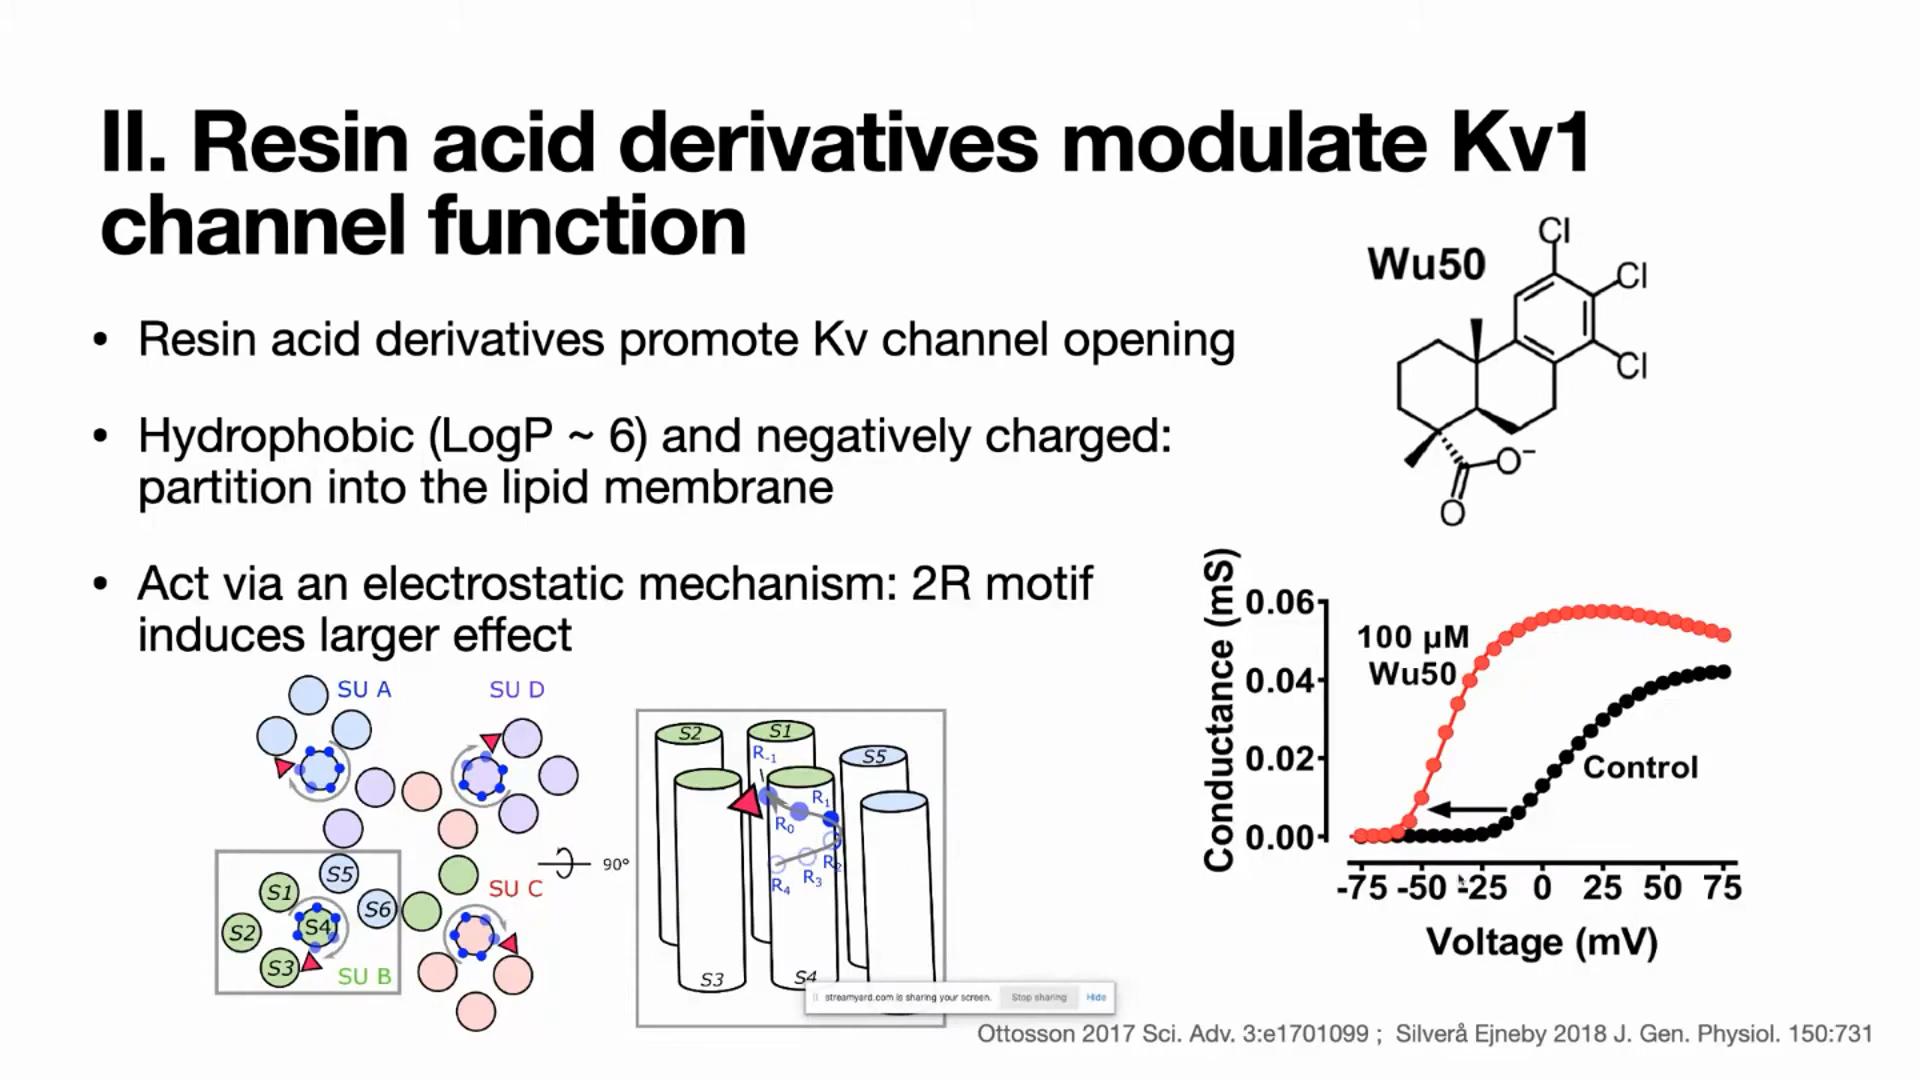 II. Resin acid derivatives modulate Kv1
channel function
• Resin acid derivatives promote Kv channel opening
• Hydrophobic (LogP ~ 6) and negatively charged:
partition into the lipid membrane
• Act via an electrostatic mechanism: 2R motif
induces larger effect
Wu50
Cl
Cl
Cl
O⁻
O
SU A
SU D
S5
S1
S6
S2
S4
S3
SU B
SU C
90°
S2
S1
S5
R-1
R1
R0
R2
R3
R4
S3
S4
Conductance (mS)
0.06
0.04
0.02
0.00
100 µM
Wu50
Control
-75 -50 -25 0 25 50 75
Voltage (mV)
streamyard.com is sharing your screen. Stop sharing Hide
Ottosson 2017 Sci. Adv. 3:e1701099 ; Silverå Ejneby 2018 J. Gen. Physiol. 150:731